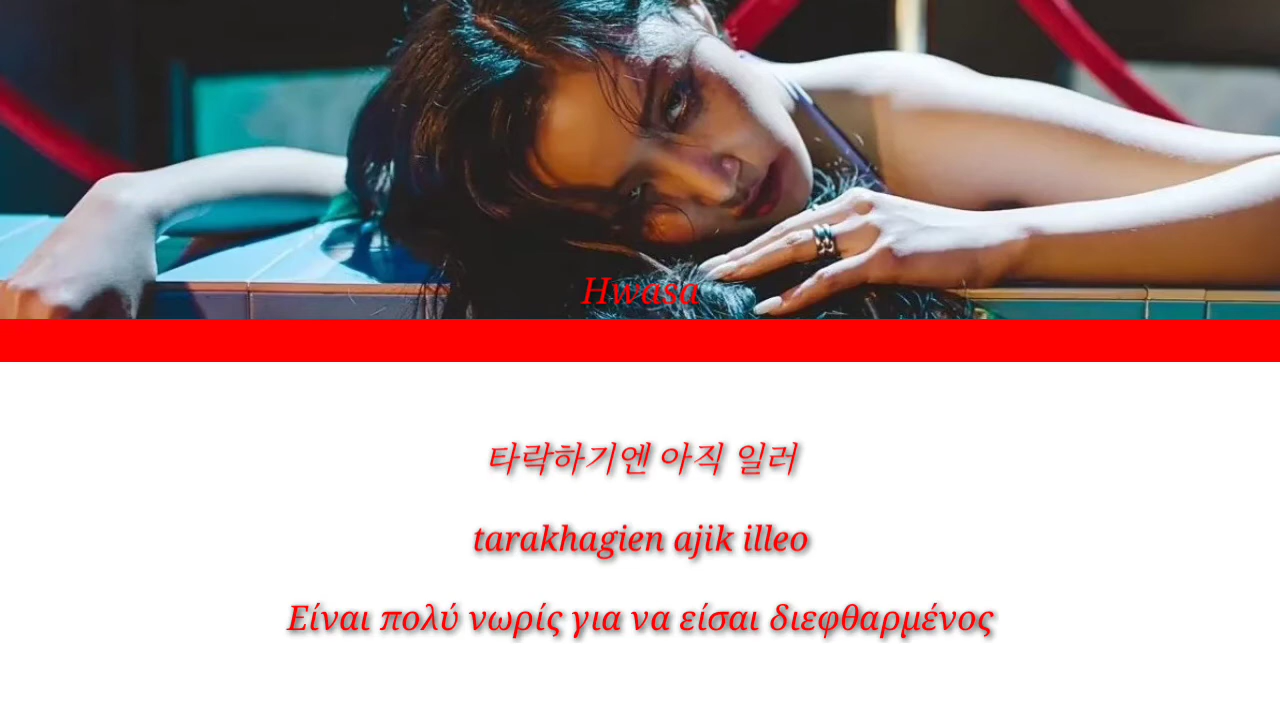 Hwasa
타락하기엔 아직 일러
tarakhagien ajik illeo
Είναι πολύ νωρίς για να είσαι διεφθαρμένος